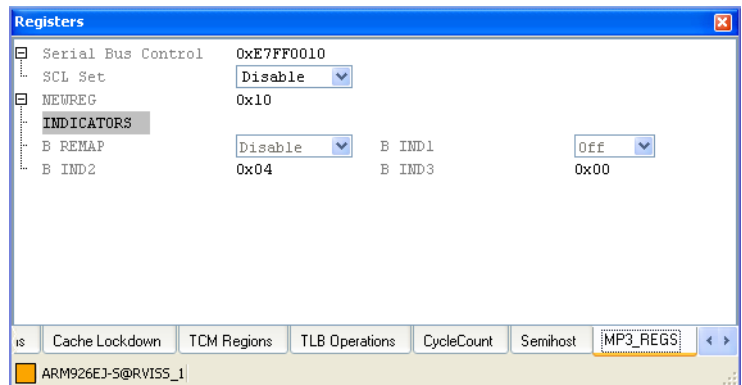 Registers
Serial Bus Control 0xE7FF0010
SCL Set Disable
NEWREG 0x10
INDICATORS
B REMAP Disable B IND1 Off
B IND2 0x04 B IND3 0x00
Cache Lockdown TCM Regions TLB Operations CycleCount Semihost MP3_REGS
ARM926EJ-S@RVISS_1